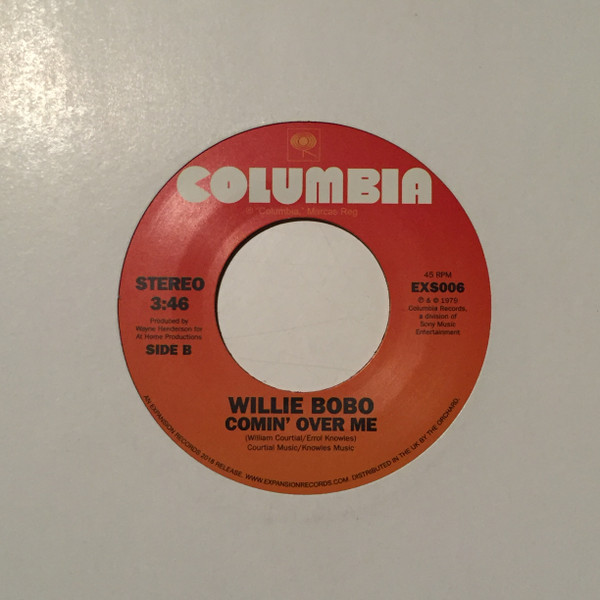 COLUMBIA
® "Columbia," Marcas Reg
STEREO
3:46
Produced by
Wayne Henderson for
At Home Productions
SIDE B
45 RPM
EXS006
℗ & © 1979
Columbia Records,
a division of
Sony Music
Entertainment
WILLIE BOBO
COMIN' OVER ME
(William Courtial/Errol Knowles)
Courtial Music/Knowles Music
AN EXPANSION RECORDS 2018 RELEASE. WWW.EXPANSIONRECORDS.COM. DISTRIBUTED IN THE UK BY THE ORCHARD.